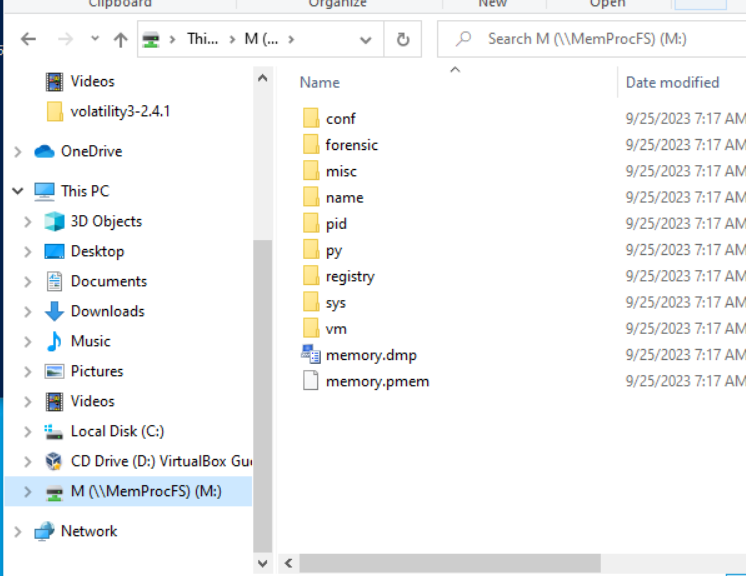 Clipboard Organize New Open
Thi... M (... Search M (\\MemProcFS) (M:)
Name Date modified
Videos
volatility3-2.4.1
OneDrive
This PC
3D Objects
Desktop
Documents
Downloads
Music
Pictures
Videos
Local Disk (C:)
CD Drive (D:) VirtualBox Gu
M (\\MemProcFS) (M:)
Network
conf 9/25/2023 7:17 AM
forensic 9/25/2023 7:17 AM
misc 9/25/2023 7:17 AM
name 9/25/2023 7:17 AM
pid 9/25/2023 7:17 AM
py 9/25/2023 7:17 AM
registry 9/25/2023 7:17 AM
sys 9/25/2023 7:17 AM
vm 9/25/2023 7:17 AM
memory.dmp 9/25/2023 7:17 AM
memory.pmem 9/25/2023 7:17 AM